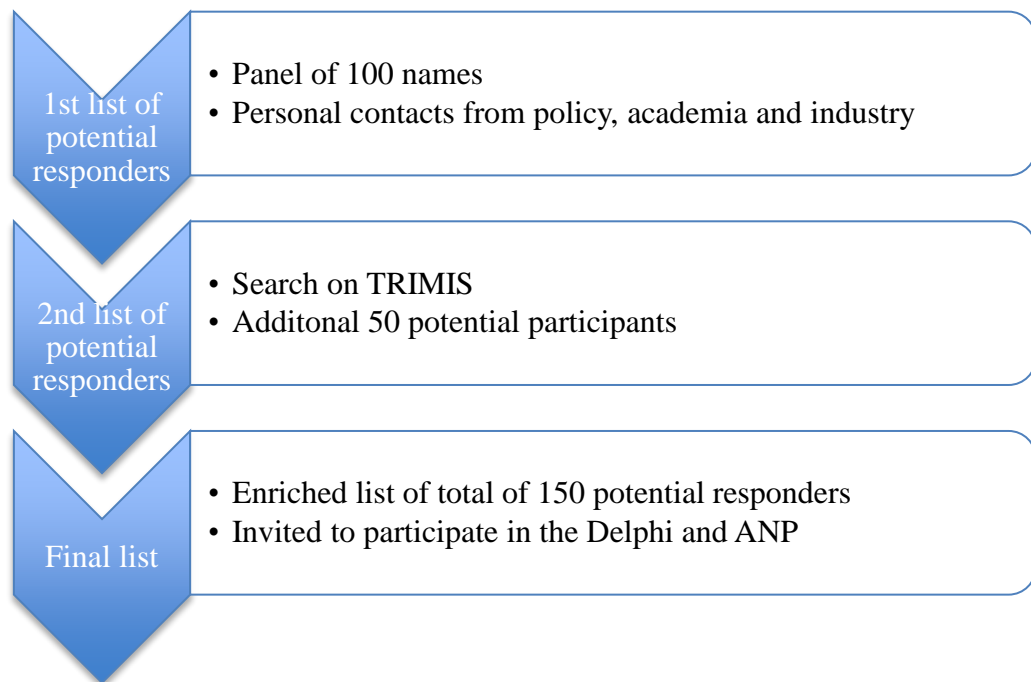 1st list of
potential
responders
• Panel of 100 names
• Personal contacts from policy, academia and industry
2nd list of
potential
responders
• Search on TRIMIS
• Additonal 50 potential participants
Final list
• Enriched list of total of 150 potential responders
• Invited to participate in the Delphi and ANP